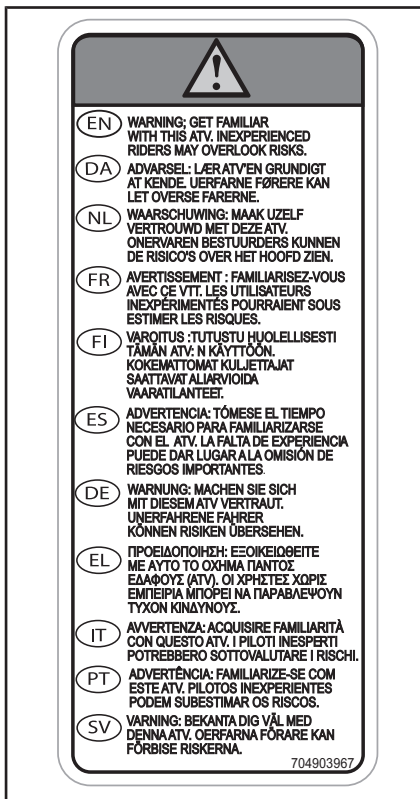 EN WARNING; GET FAMILIAR
WITH THIS ATV. INEXPERIENCED
RIDERS MAY OVERLOOK RISKS.
DA ADVARSEL: LÆR ATV'EN GRUNDIGT
AT KENDE. UERFARNE FØRERE KAN
LET OVERSE FARERNE.
NL WAARSCHUWING: MAAK UZELF
VERTROUWD MET DEZE ATV.
ONERVAREN BESTUURDERS KUNNEN
DE RISICO'S OVER HET HOOFD ZIEN.
FR AVERTISSEMENT : FAMILIARISEZ-VOUS
AVEC CE VTT. LES UTILISATEURS
INEXPÉRIMENTÉS POURRAIENT SOUS
ESTIMER LES RISQUES.
FI VAROITUS :TUTUSTU HUOLELLISESTI
TÄMÄN ATV: N KÄYTTÖÖN.
KOKEMATTOMAT KULJETTAJAT
SAATTAVAT ALIARVIOIDA
VAARATILANTEET.
ES ADVERTENCIA: TÓMESE EL TIEMPO
NECESARIO PARA FAMILIARIZARSE
CON EL ATV. LA FALTA DE EXPERIENCIA
PUEDE DAR LUGAR A LA OMISIÓN DE
RIESGOS IMPORTANTES.
DE WARNUNG: MACHEN SIE SICH
MIT DIESEM ATV VERTRAUT.
UNERFAHRENE FAHRER
KÖNNEN RISIKEN ÜBERSEHEN.
EL ΠΡΟΕΙΔΟΠΟΙΗΣΗ: ΕΞΟΙΚΕΙΩΘΕΙΤΕ
ΜΕ ΑΥΤΟ ΤΟ ΟΧΗΜΑ ΠΑΝΤΟΣ
ΕΔΑΦΟΥΣ (ATV). ΟΙ ΧΡΗΣΤΕΣ ΧΩΡΙΣ
ΕΜΠΕΙΡΙΑ ΜΠΟΡΕΙ ΝΑ ΠΑΡΑΒΛΕΨΟΥΝ
ΤΥΧΟΝ ΚΙΝΔΥΝΟΥΣ.
IT AVVERTENZA: ACQUISIRE FAMILIARITÀ
CON QUESTO ATV. I PILOTI INESPERTI
POTREBBERO SOTTOVALUTARE I RISCHI.
PT ADVERTÊNCIA: FAMILIARIZE-SE COM
ESTE ATV. PILOTOS INEXPERIENTES
PODEM SUBESTIMAR OS RISCOS.
SV VARNING: BEKANTA DIG VÄL MED
DENNA ATV. OERFARNA FÖRARE KAN
FÖRBISE RISKERNA.
704903967